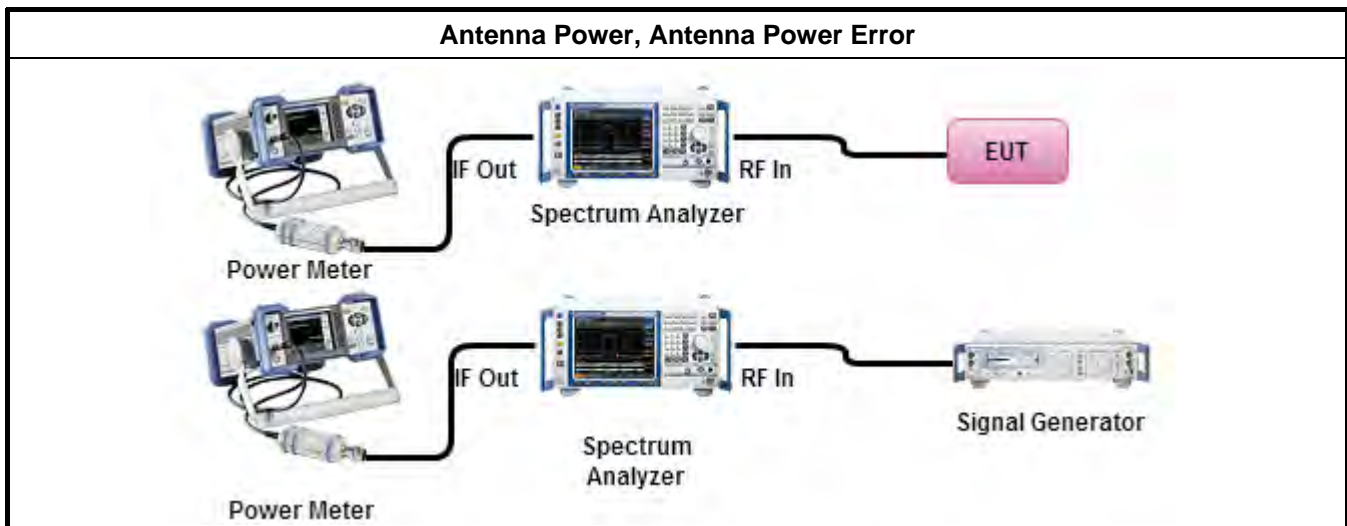 Antenna Power, Antenna Power Error
IF Out
RF In
EUT
Spectrum Analyzer
Power Meter
IF Out
RF In
Signal Generator
Spectrum
Analyzer
Power Meter